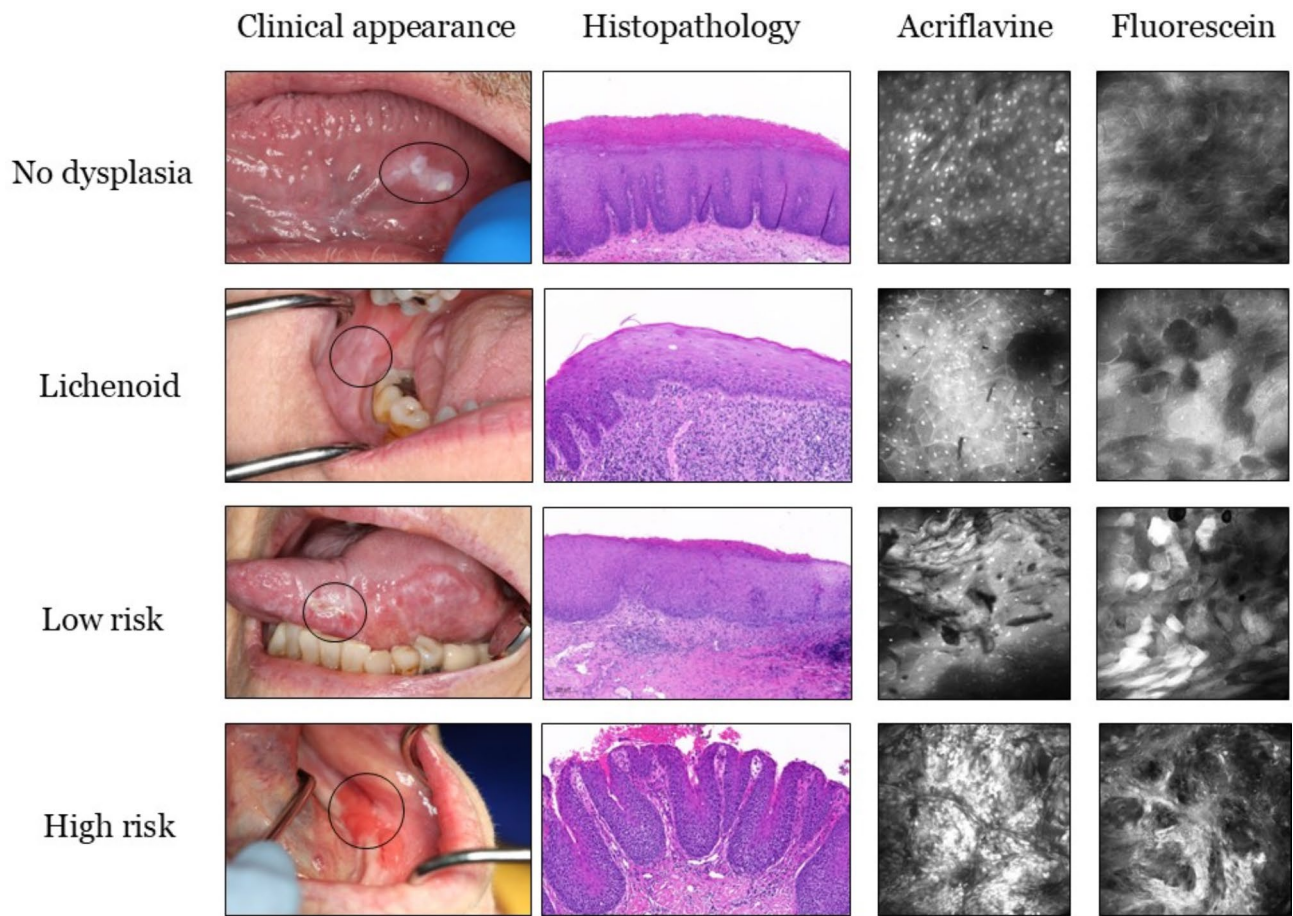 Clinical appearance Histopathology Acriflavine Fluorescein
No dysplasia
Lichenoid
Low risk
High risk